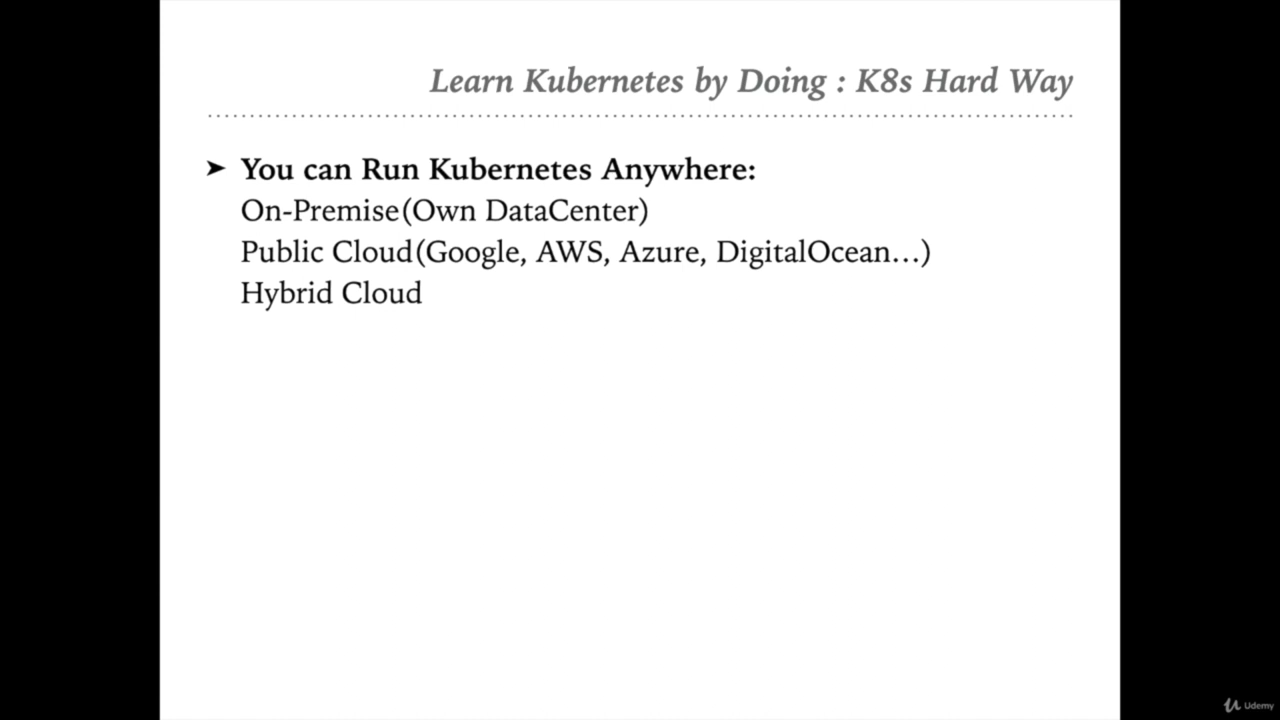 Learn Kubernetes by Doing : K8s Hard Way
➤ You can Run Kubernetes Anywhere:
On-Premise(Own DataCenter)
Public Cloud(Google, AWS, Azure, DigitalOcean...)
Hybrid Cloud
Udemy